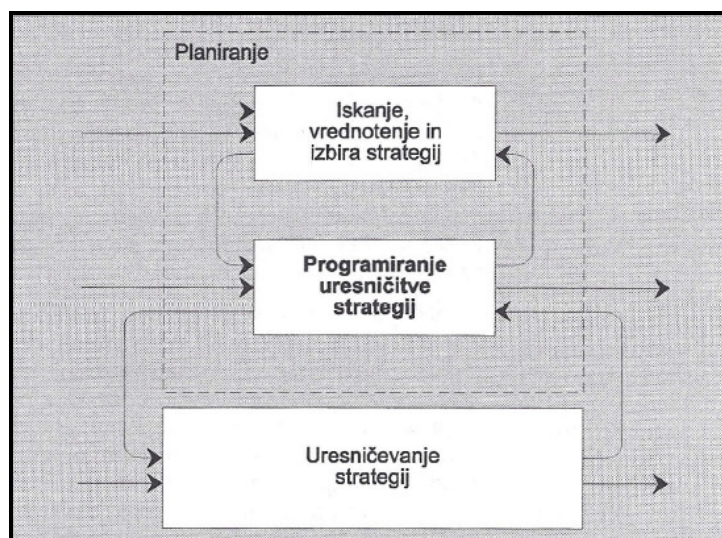 Planiranje
Iskanje,
vrednotenje in
izbira strategij
Programiranje
uresničitve
strategij
Uresničevanje
strategij